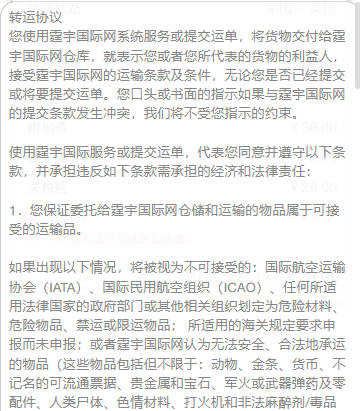 转运协议
您使用霆宇国际网系统服务或提交运单，将货物交付给霆
宇国际网仓库，就表示您或者您所代表的货物的利益人，
接受霆宇国际网的运输条款及条件，无论您是否已经提交
或将要提交运单。您口头或书面的指示如果与霆宇国际网
的提交条款发生冲突，我们将不受您指示的约束。
使用霆宇国际服务或提交运单，代表您同意并遵守以下条
款，并承担违反如下条款需承担的经济和法律责任：
1．您保证委托给霆宇国际网仓储和运输的物品属于可接
受的运输品。
如果出现以下情况，将被视为不可接受的：国际航空运输
协会（IATA）、国际民用航空组织（ICAO）、任何所适
用法律国家的政府部门或其他相关组织划定为危险材料、
危险物品、禁运或限运物品； 所适用的海关规定要求申
报而未申报；或者霆宇国际网认为无法安全、合法地承运
的物品（这些物品包括但不限于：动物、金条、货币、不
记名的可流通票据、贵金属和宝石、军火或武器弹药及零
配件、人类尸体、色情材料、打火机和非法麻醉剂/毒品